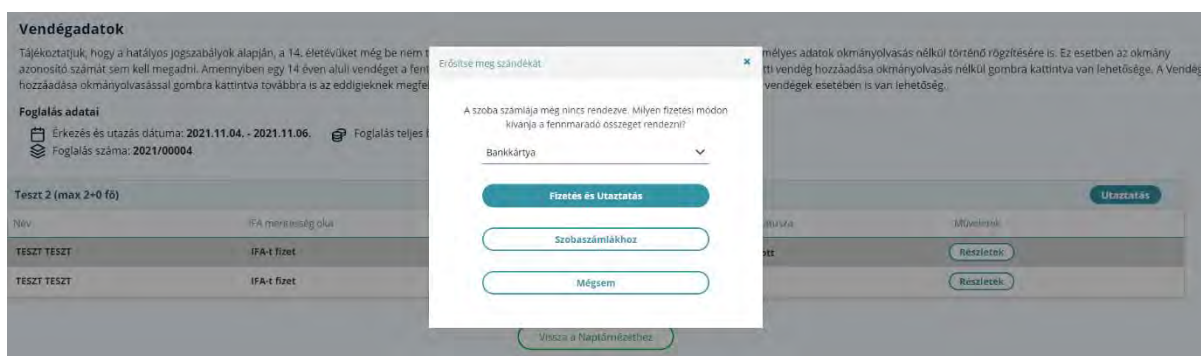 Vendégadatok
Tájékoztatjuk, hogy a hatályos jogszabályok alapján, a 14. életévüket még be nem t
mélyes adatok okmányolvasás nélkül történő rögzítésére is. Ez esetben az okmány
azonosító számát sem kell megadni. Amennyiben egy 14 éven aluli vendéget a fent
tti vendég hozzáadása okmányolvasás nélkül gombra kattintva van lehetősége. A Vendég
hozzáadása okmányolvasással gombra kattintva továbbra is az eddigieknek megfe
vendégek esetében is van lehetőség.
Foglalás adatai
Érkezés és utazás dátuma: 2021.11.04. - 2021.11.06.
Foglalás teljes
Foglalás száma: 2021/00004
Erősítse meg szándékát
×
A szoba számlája még nincs rendezve. Milyen fizetési módon
kívánja a fennmaradó összeget rendezni?
Bankkártya
Fizetés és Utaztatás
Szobaszámlákhoz
Mégsem
Teszt 2 (max 2+0 fő)
Utaztatás
Név
IFA mentesség oka
Műveletek
TESZT TESZT
IFA-t fizet
ott
Részletek
TESZT TESZT
IFA-t fizet
Részletek
Vissza a Naptárnézethez